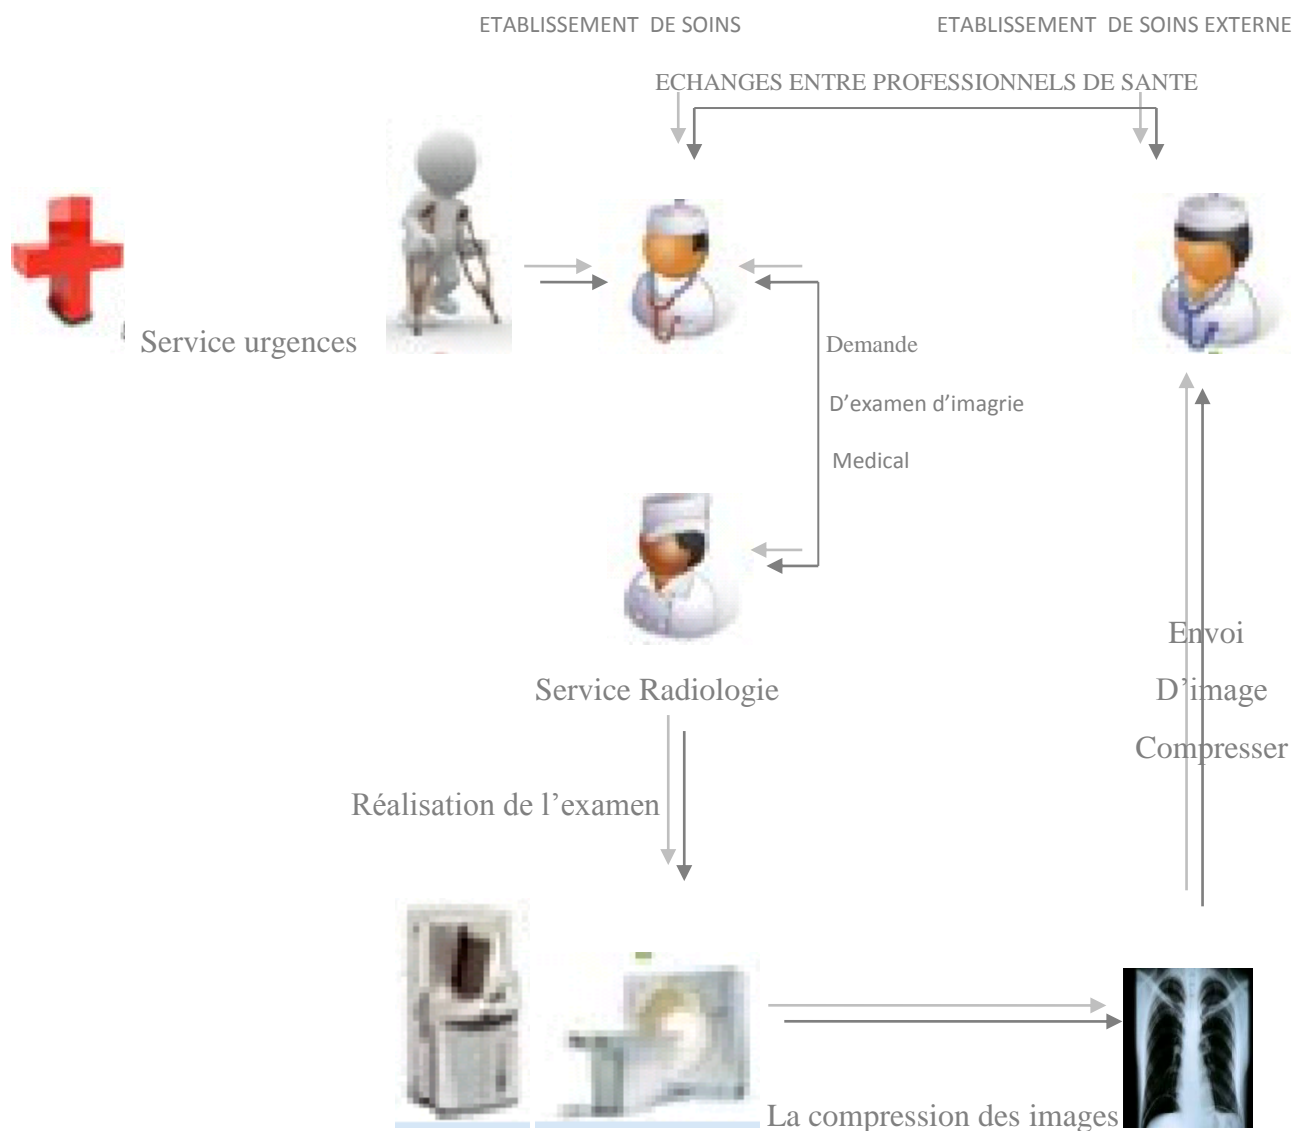 ETABLISSEMENT DE SOINS
ETABLISSEMENT DE SOINS EXTERNE
ECHANGES ENTRE PROFESSIONNELS DE SANTE
Service urgences
Demande
D’examen d’imagrie
Medical
Service Radiologie
Envoi
D’image
Compresser
Réalisation de l’examen
La compression des images